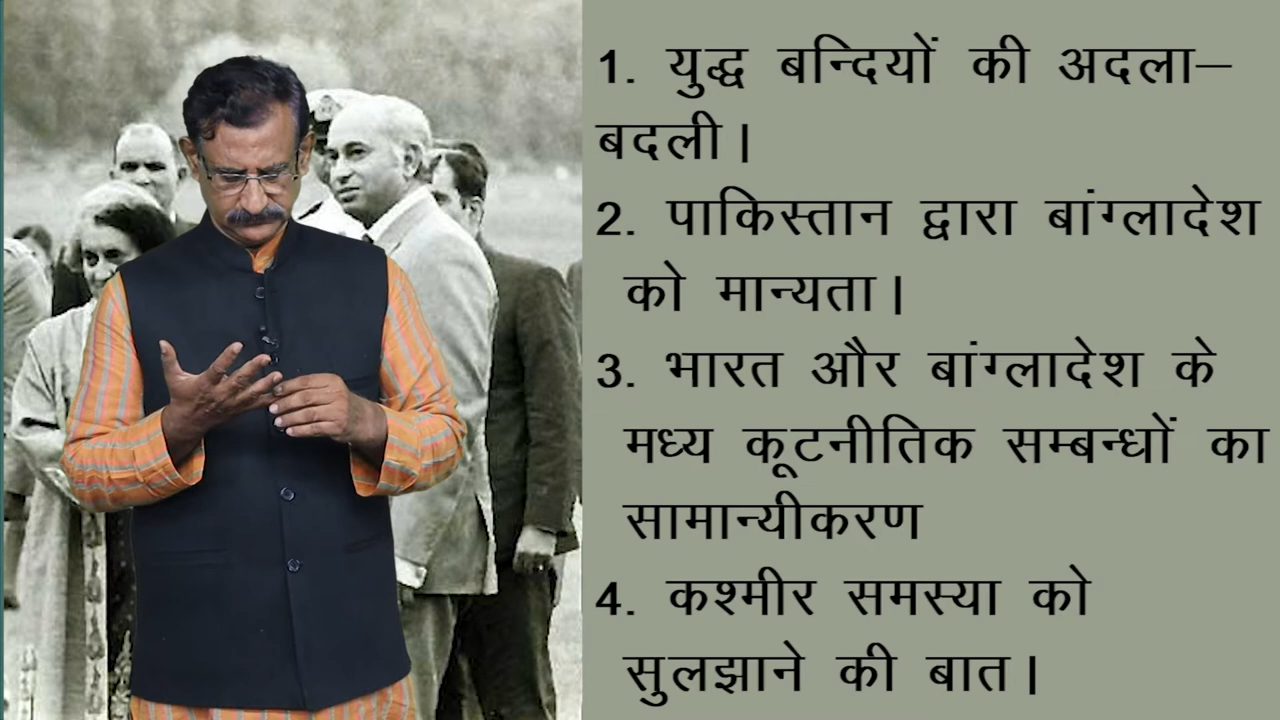 1. युद्ध बन्दियों की अदला–
बदली।
2. पाकिस्तान द्वारा बांग्लादेश
को मान्यता।
3. भारत और बांग्लादेश के
मध्य कूटनीतिक सम्बन्धों का
सामान्यीकरण
4. कश्मीर समस्या को
सुलझाने की बात।